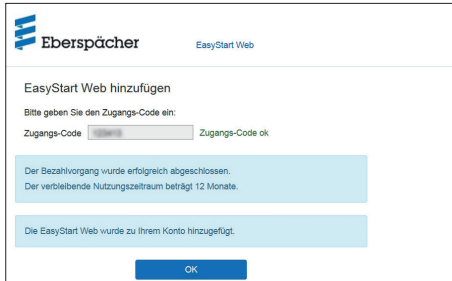 Eberspächer
EasyStart Web
EasyStart Web hinzufügen
Bitte geben Sie den Zugangs-Code ein:
Zugangs-Code Zugangs-Code ok
Der Bezahlvorgang wurde erfolgreich abgeschlossen.
Der verbleibende Nutzungszeitraum beträgt 12 Monate.
Die EasyStart Web wurde zu Ihrem Konto hinzugefügt.
OK